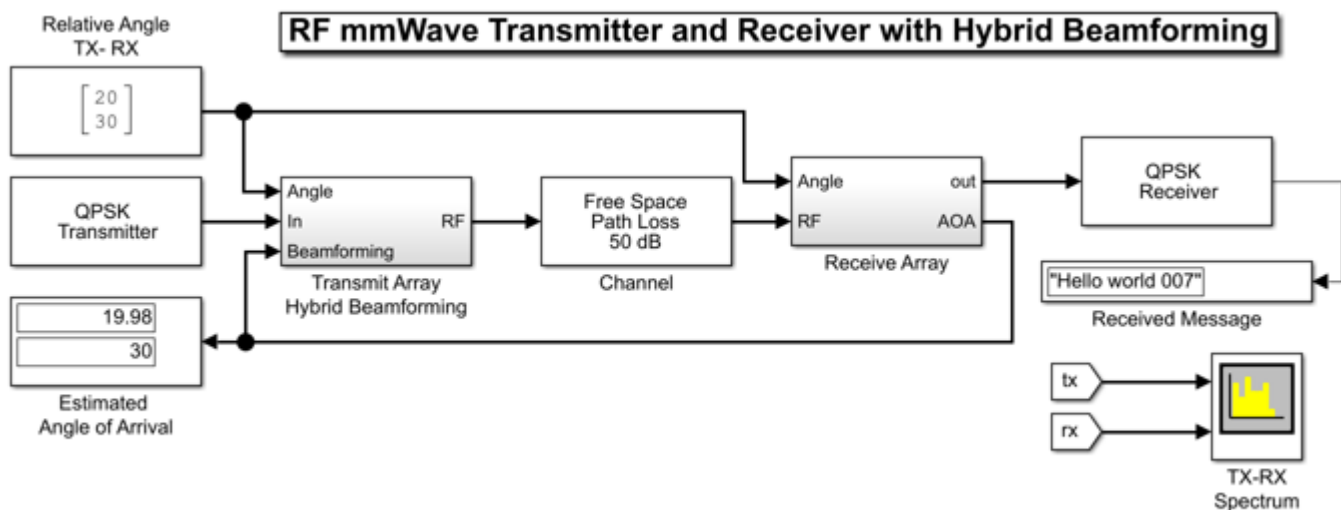 RF mmWave Transmitter and Receiver with Hybrid Beamforming
Relative Angle
TX- RX
20
30
QPSK
Transmitter
Angle
In
Beamforming
RF
Transmit Array
Hybrid Beamforming
Free Space
Path Loss
50 dB
Channel
Angle
RF
out
AOA
Receive Array
QPSK
Receiver
"Hello world 007"
Received Message
19.98
30
Estimated
Angle of Arrival
tx
rx
TX-RX
Spectrum